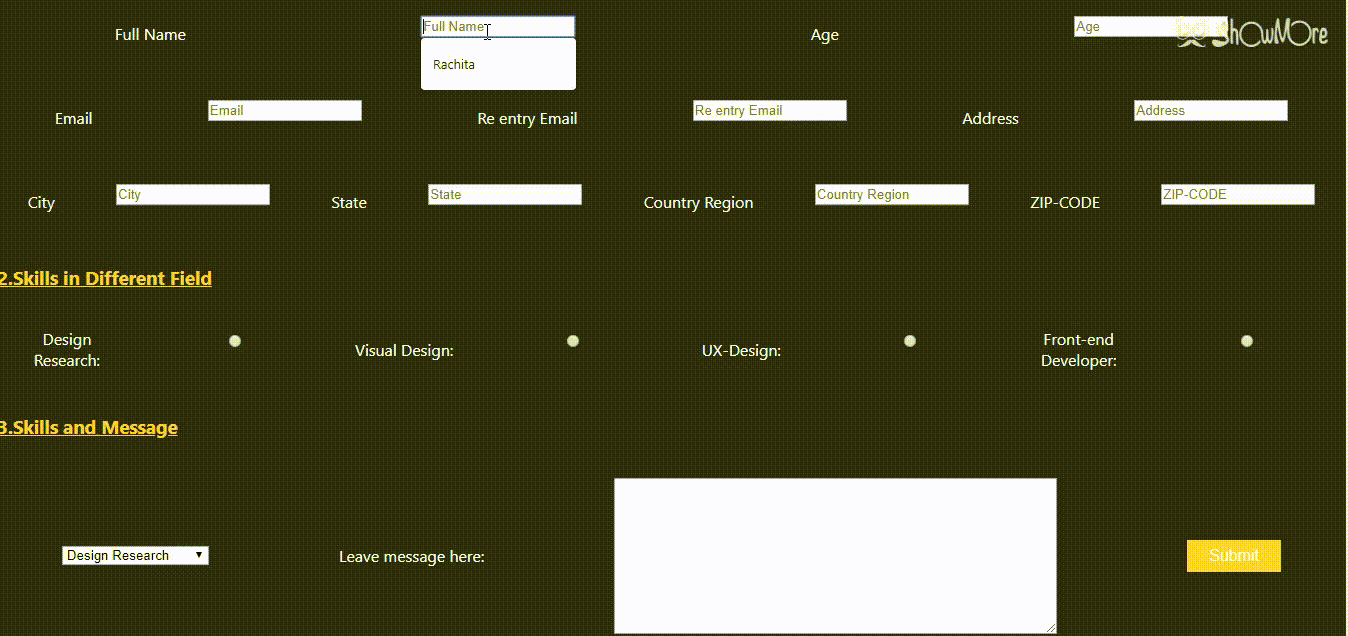 Full Name
Full Name
Age
Age
ShowMore
Rachita
Email
Email
Re entry Email
Re entry Email
Address
Address
City
City
State
State
Country Region
Country Region
ZIP-CODE
ZIP-CODE
2.Skills in Different Field
Design
Research:
Visual Design:
UX-Design:
Front-end
Developer:
3.Skills and Message
Design Research
Leave message here:
Submit